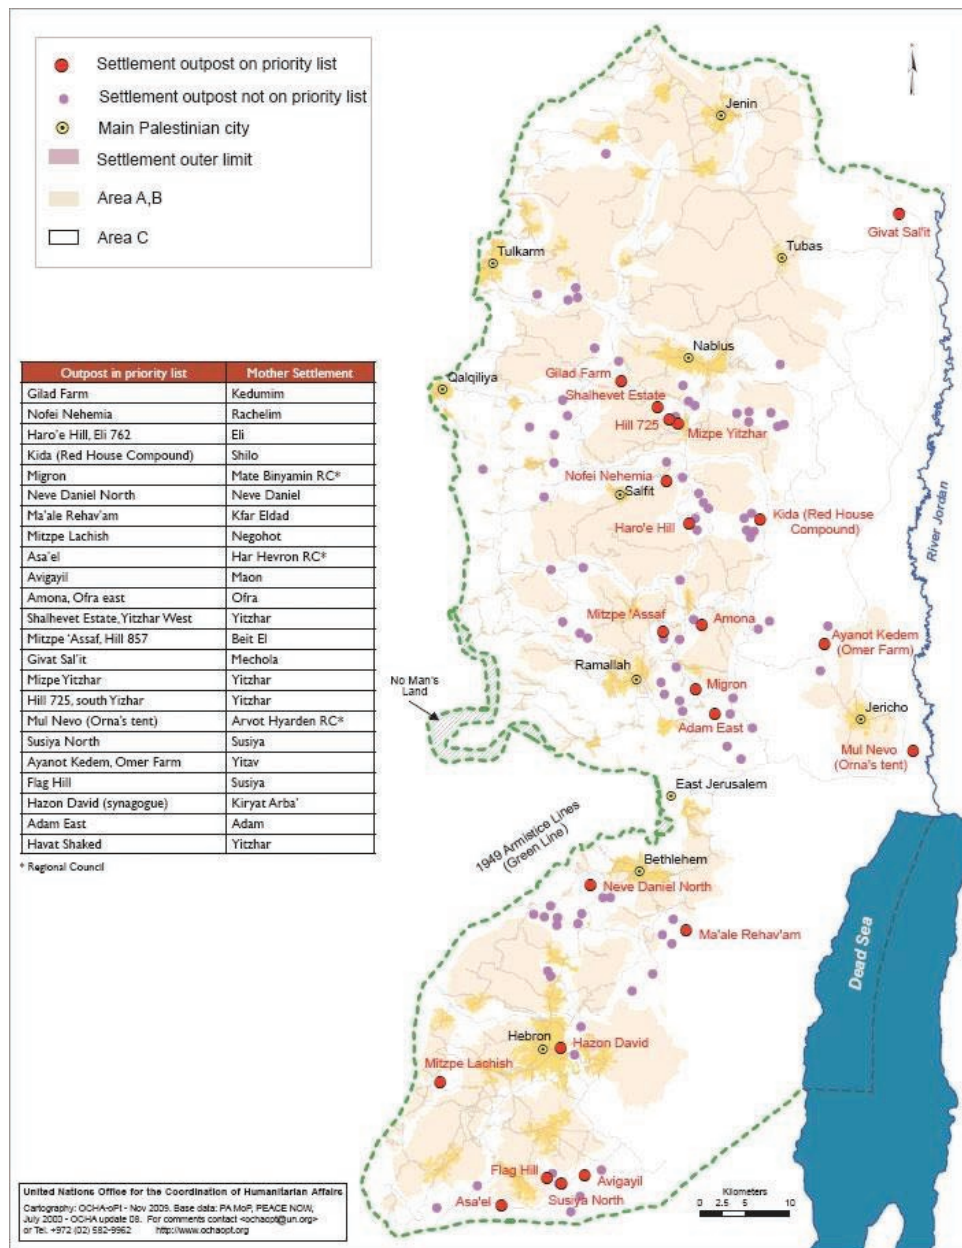 Settlement outpost on priority list
Settlement outpost not on priority list
Main Palestinian city
Settlement outer limit
Area A,B
Area C
Jenin
Givat Sal'it
Tulkarm
Tubas
Nablus
Qalqiliya
Gilad Farm
Shalhevet Estate
Hill 725
Mizpe Yitzhar
Nofei Nehemia
Salfit
Haro'e Hill
Kida (Red House
Compound)
River Jordan
Mitzpe 'Assaf
Amona
Ayanot Kedem
(Omer Farm)
Ramallah
No Man's
Land
Migron
Jericho
Adam East
Mul Nevo
(Orna's tent)
East Jerusalem
1949 Armistice Lines
(Green Line)
Bethlehem
Neve Daniel North
Ma'ale Rehav'am
Dead Sea
Hebron
Hazon David
Mitzpe Lachish
Flag Hill
Avigayil
Susiya North
Asa'el
Kilometers
0 2.5 5 10
Outpost in priority list Mother Settlement
Gilad Farm Kedumim
Nofei Nehemia Rachelim
Haro'e Hill, Eli 762 Eli
Kida (Red House Compound) Shilo
Migron Mate Binyamin RC*
Neve Daniel North Neve Daniel
Ma'ale Rehav'am Kfar Eldad
Mitzpe Lachish Negohot
Asa'el Har Hevron RC*
Avigayil Maon
Amona, Ofra east Ofra
Shalhevet Estate, Yitzhar West Yitzhar
Mitzpe 'Assaf, Hill 857 Beit El
Givat Sal'it Mechola
Mizpe Yitzhar Yitzhar
Hill 725, south Yizhar Yitzhar
Mul Nevo (Orna's tent) Arvot Hyarden RC*
Susiya North Susiya
Ayanot Kedem, Omer Farm Yitav
Flag Hill Susiya
Hazon David (synagogue) Kiryat Arba'
Adam East Adam
Havat Shaked Yitzhar
* Regional Council
United Nations Office for the Coordination of Humanitarian Affairs
Cartography: OCHA-oPt - Nov 2009. Base data: PA MoP, PEACE NOW,
July 2003 - OCHA update 08. For comments contact <ochaopt@un.org>
or Tel. +972 (02) 582-9962 http://www.ochaopt.org